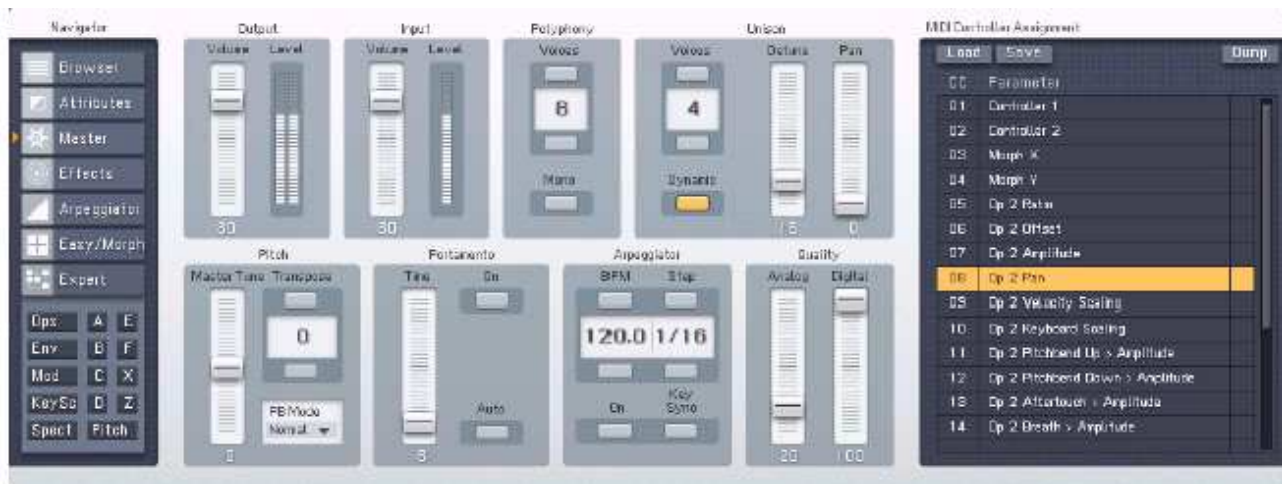 Navigator
Browser
Attributes
Master
Effects
Arpeggiator
Easy/Morph
Expert
Ops A E
Env B F
Mod C X
KeySc D Z
Spect Pitch
Output
Volume Level
80
Input
Volume Level
80
Polyphony
Voices
8
Mono
Unison
Voices Detune Pan
4
Dynamic
15 0
Pitch
Master Tune Transpose
0
PB Mode
Normal
0
Portamento
Time On
Auto
Arpeggiator
BPM Step
120.0 1/16
On Key Sync
Quality
Analog Digital
20 100
MIDI Controller Assignment
Load Save Dump
CC Parameter
01 Controller 1
02 Controller 2
03 Morph X
04 Morph Y
05 Op 2 Ratio
06 Op 2 Offset
07 Op 2 Amplitude
08 Op 2 Pan
09 Op 2 Velocity Scaling
10 Op 2 Keyboard Scaling
11 Op 2 Pitchbend Up > Amplitude
12 Op 2 Pitchbend Down > Amplitude
13 Op 2 Aftertouch > Amplitude
14 Op 2 Breath > Amplitude